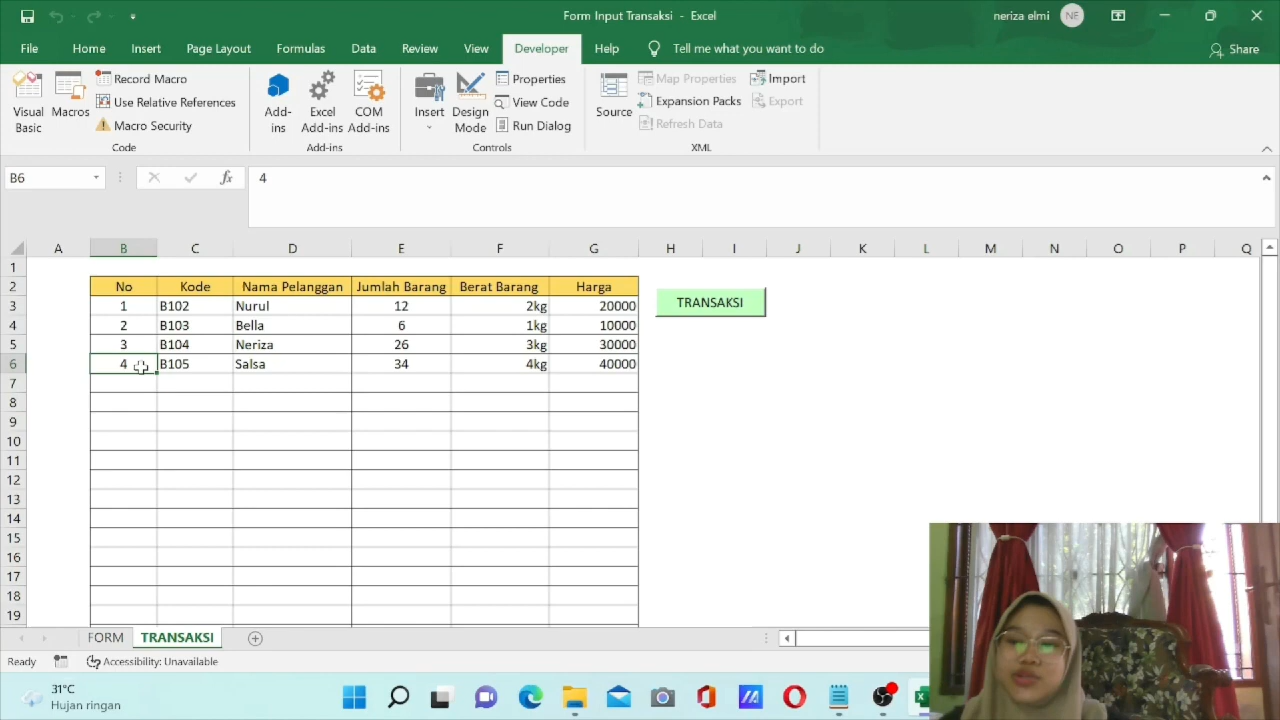 Form Input Transaksi - Excel
neriza elmi NE
File Home Insert Page Layout Formulas Data Review View Developer Help Tell me what you want to do Share
Visual Basic
Macros
Record Macro
Use Relative References
Macro Security
Code
Add-ins
Excel Add-ins
COM Add-ins
Add-ins
Insert
Design Mode
Properties
View Code
Run Dialog
Controls
Source
Map Properties
Expansion Packs
Refresh Data
Import
Export
XML
B6 fx 4
A B C D E F G H I J K L M N O P Q
1
2 No Kode Nama Pelanggan Jumlah Barang Berat Barang Harga
3 1 B102 Nurul 12 2kg 20000
TRANSAKSI
4 2 B103 Bella 6 1kg 10000
5 3 B104 Neriza 26 3kg 30000
6 4 B105 Salsa 34 4kg 40000
7
8
9
10
11
12
13
14
15
16
17
18
19
FORM TRANSAKSI
Ready Accessibility: Unavailable
31°C
Hujan ringan